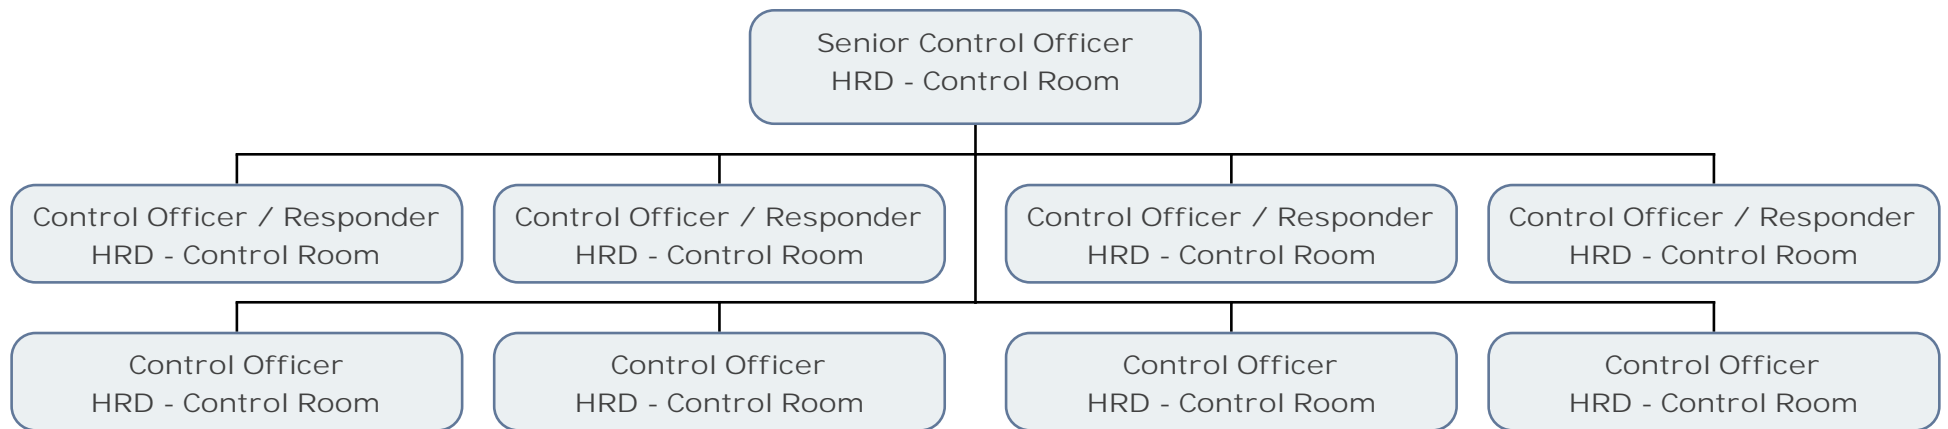 Senior Control Officer
HRD - Control Room
Control Officer / Responder
HRD - Control Room
Control Officer / Responder
HRD - Control Room
Control Officer / Responder
HRD - Control Room
Control Officer / Responder
HRD - Control Room
Control Officer
HRD - Control Room
Control Officer
HRD - Control Room
Control Officer
HRD - Control Room
Control Officer
HRD - Control Room